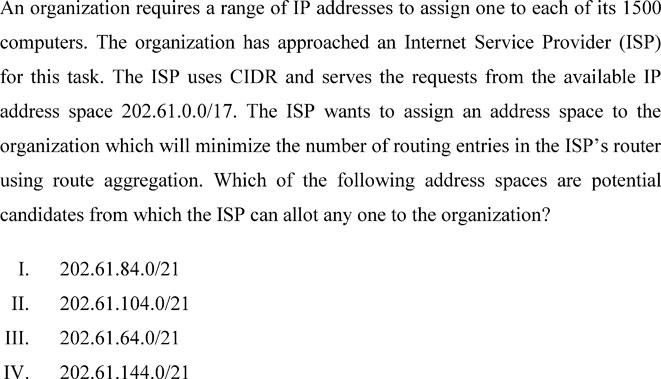 An organization requires a range of IP addresses to assign one to each of its 1500
computers. The organization has approached an Internet Service Provider (ISP)
for this task. The ISP uses CIDR and serves the requests from the available IP
address space 202.61.0.0/17. The ISP wants to assign an address space to the
organization which will minimize the number of routing entries in the ISP’s router
using route aggregation. Which of the following address spaces are potential
candidates from which the ISP can allot any one to the organization?
I. 202.61.84.0/21
II. 202.61.104.0/21
III. 202.61.64.0/21
IV. 202.61.144.0/21